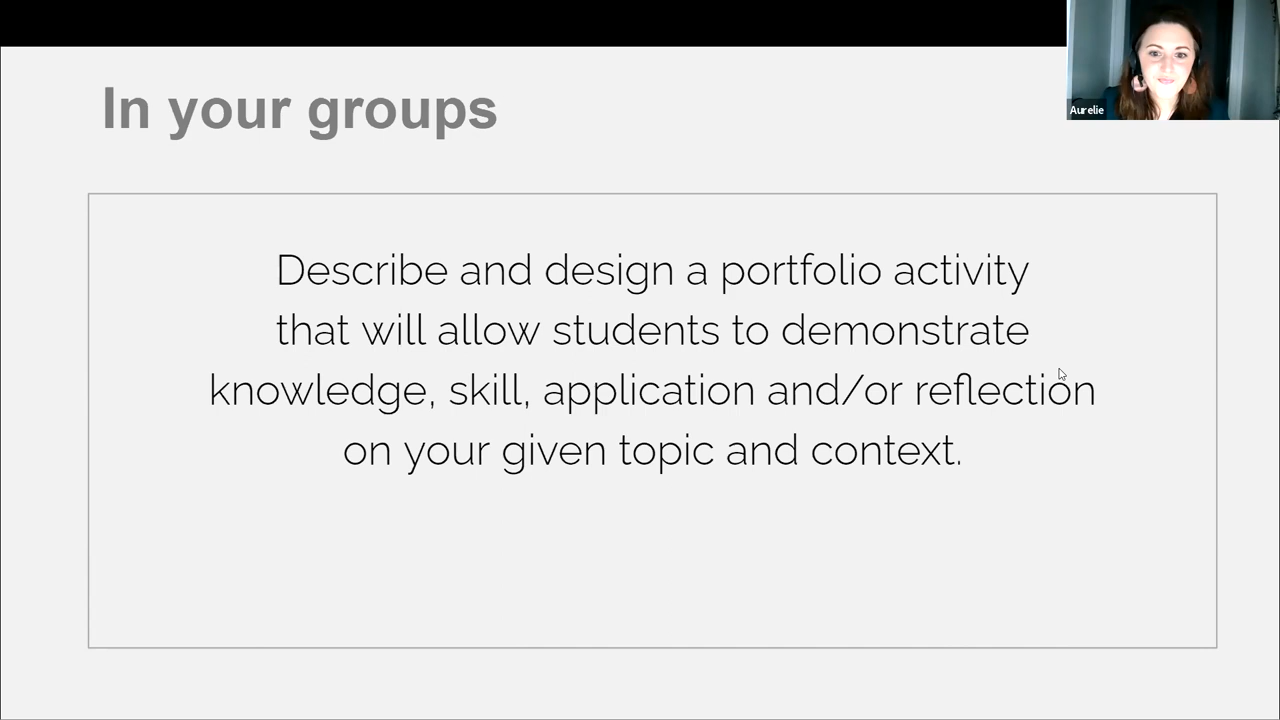 In your groups
Aurelie
Describe and design a portfolio activity
that will allow students to demonstrate
knowledge, skill, application and/or reflection
on your given topic and context.